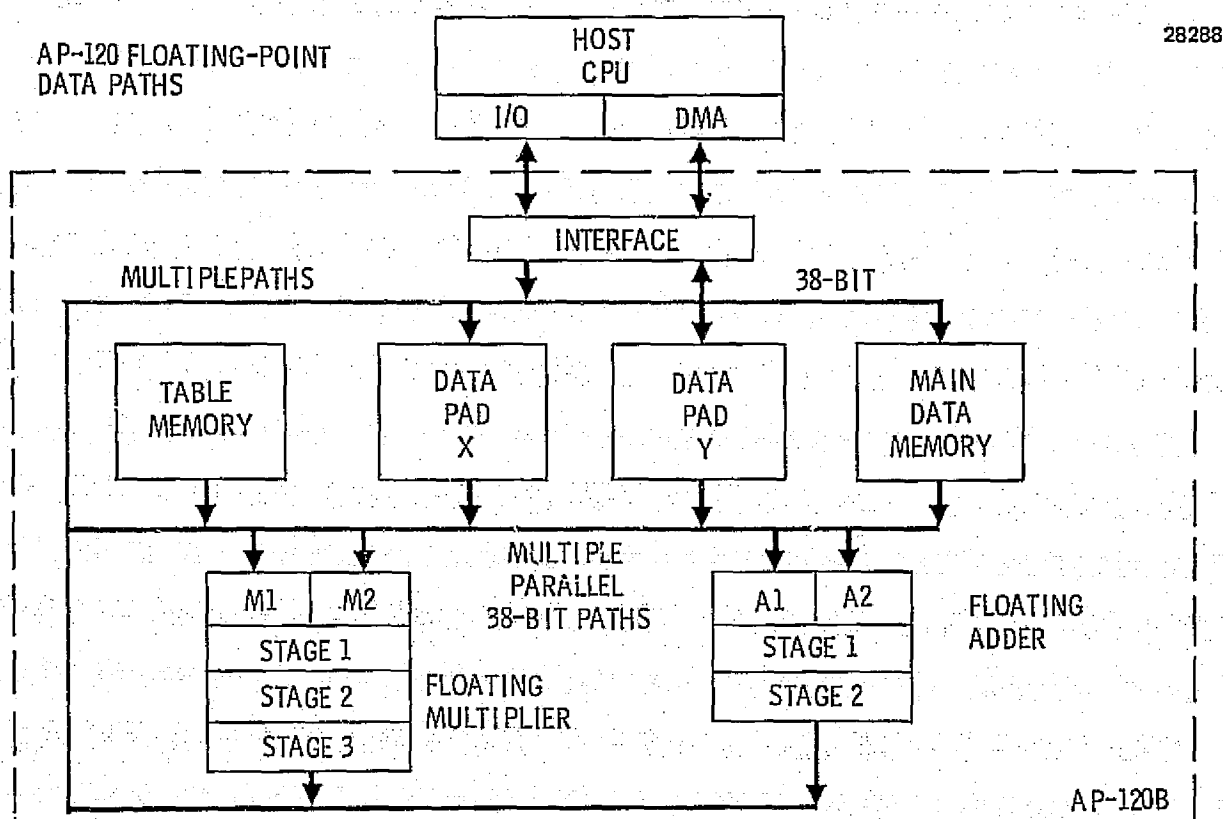 28288
AP-120 FLOATING-POINT
DATA PATHS
HOST
CPU
I/O
DMA
INTERFACE
MULTIPLEPATHS
38-BIT
TABLE
MEMORY
DATA
PAD
X
DATA
PAD
Y
MAIN
DATA
MEMORY
MULTIPLE
PARALLEL
38-BIT PATHS
M1
M2
STAGE 1
STAGE 2
STAGE 3
FLOATING
MULTIPLIER
A1
A2
STAGE 1
STAGE 2
FLOATING
ADDER
AP-120B